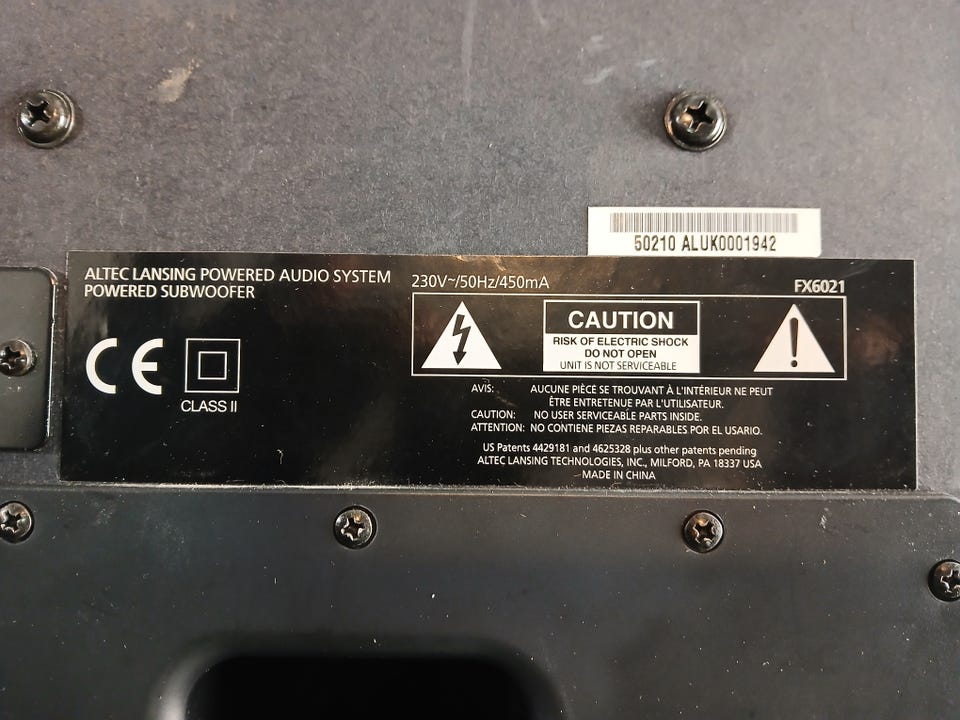 50210 ALUK0001942
ALTEC LANSING POWERED AUDIO SYSTEM
POWERED SUBWOOFER
CE
CLASS II
230V~/50Hz/450mA
FX6021
CAUTION
RISK OF ELECTRIC SHOCK
DO NOT OPEN
UNIT IS NOT SERVICEABLE
AVIS: AUCUNE PIÈCE SE TROUVANT À L'INTÉRIEUR NE PEUT
ÊTRE ENTRETENUE PAR L'UTILISATEUR.
CAUTION: NO USER SERVICEABLE PARTS INSIDE.
ATTENTION: NO CONTIENE PIEZAS REPARABLES POR EL USARIO.
US Patents 4429181 and 4625328 plus other patents pending
ALTEC LANSING TECHNOLOGIES, INC., MILFORD, PA 18337 USA
MADE IN CHINA